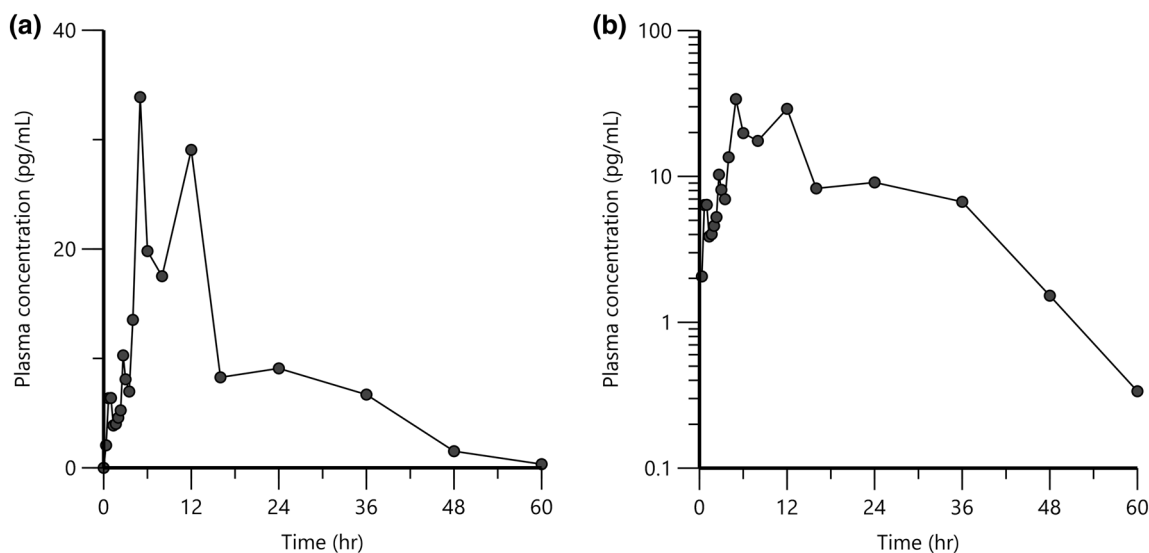 (a)
Plasma concentration (pg/mL)
40
20
0
0 12 24 36 48 60
Time (hr)
(b)
Plasma concentration (pg/mL)
100
10
1
0.1
0 12 24 36 48 60
Time (hr)